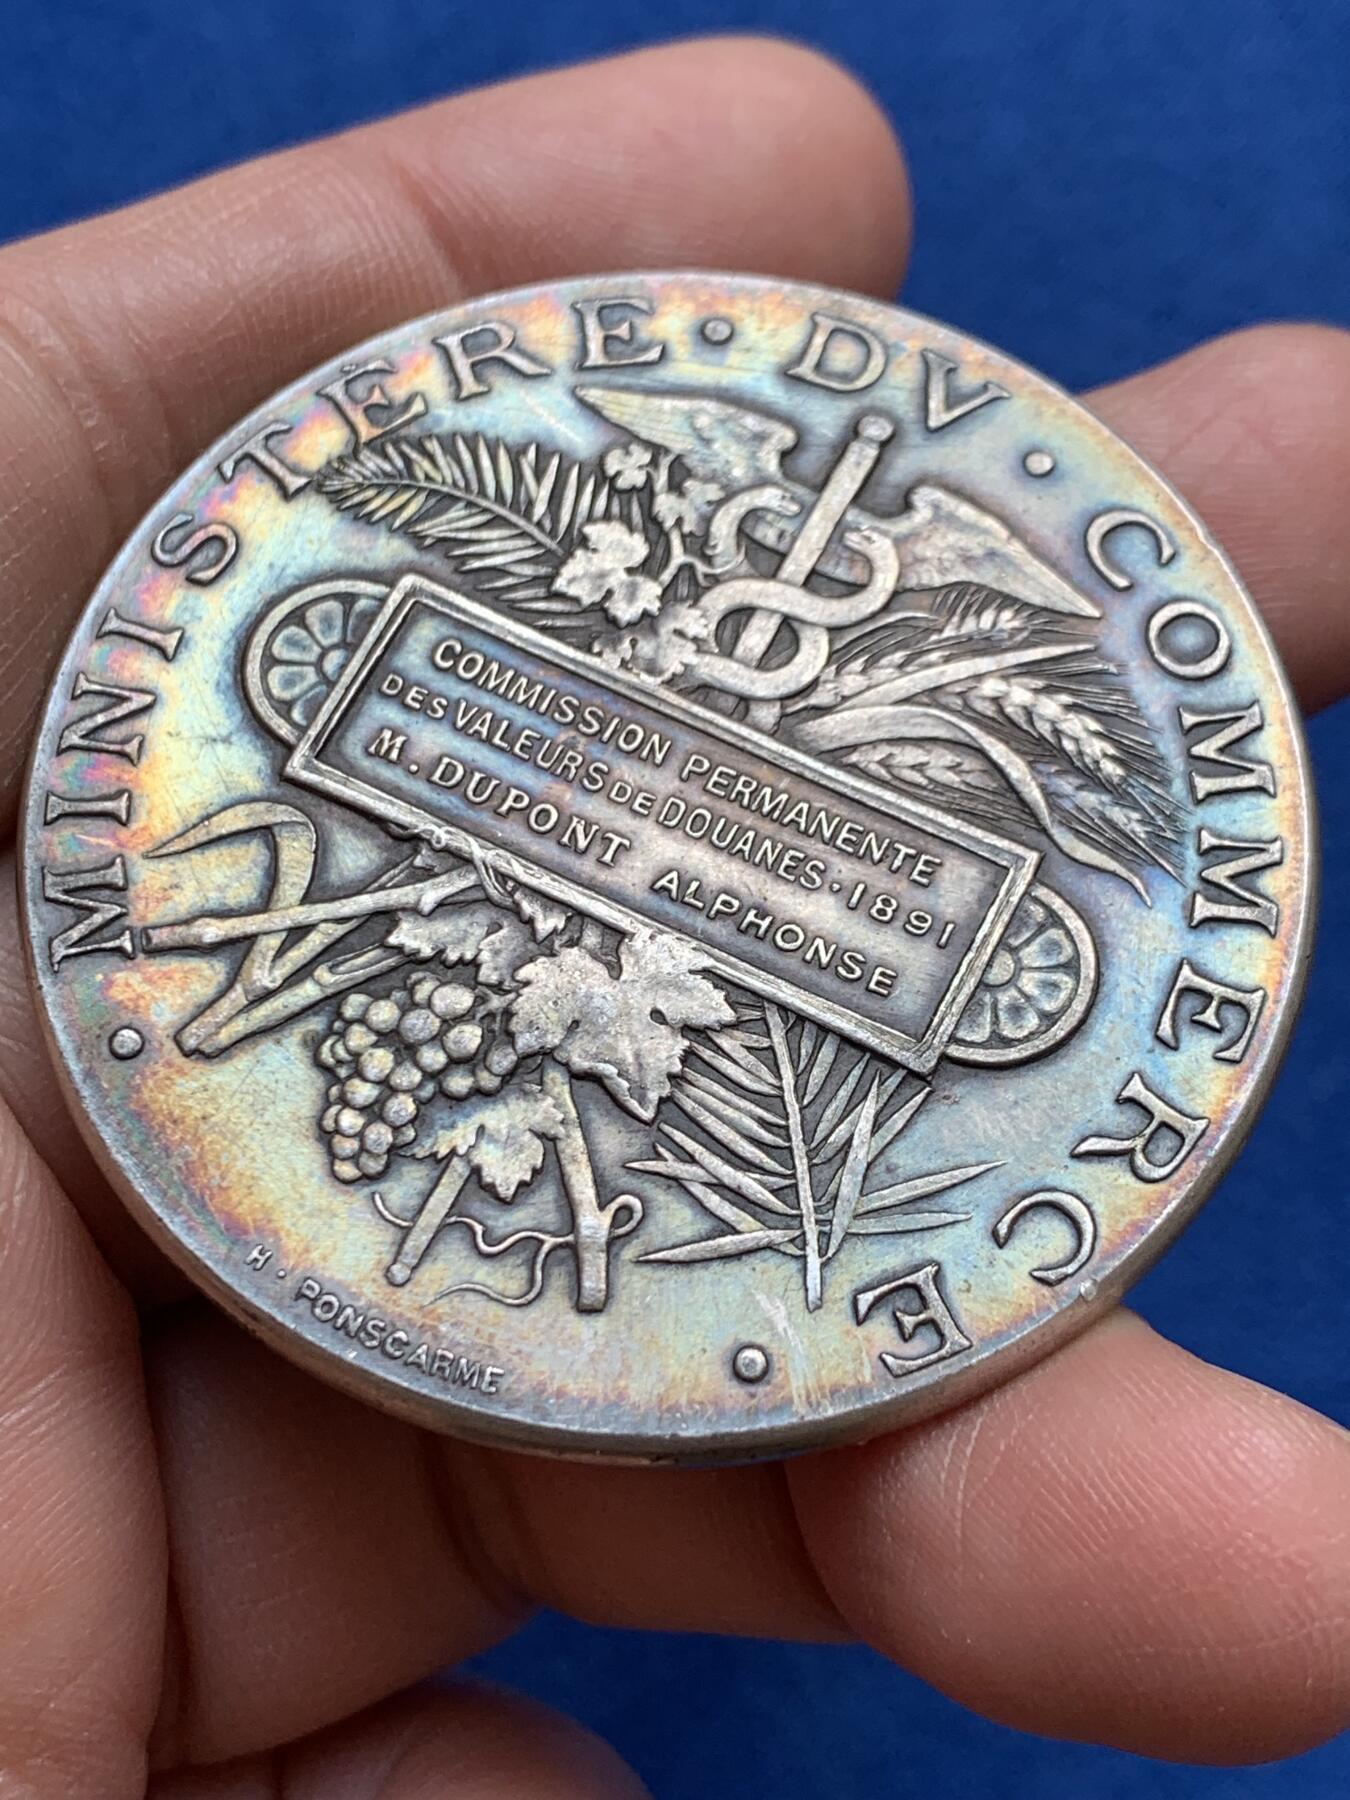 MINISTÈRE · DV · COMMERCE
COMMISSION PERMANENTE
DES VALEURS DE DOUANES · 1891
M. DUPONT ALPHONSE
H. PONSCARME